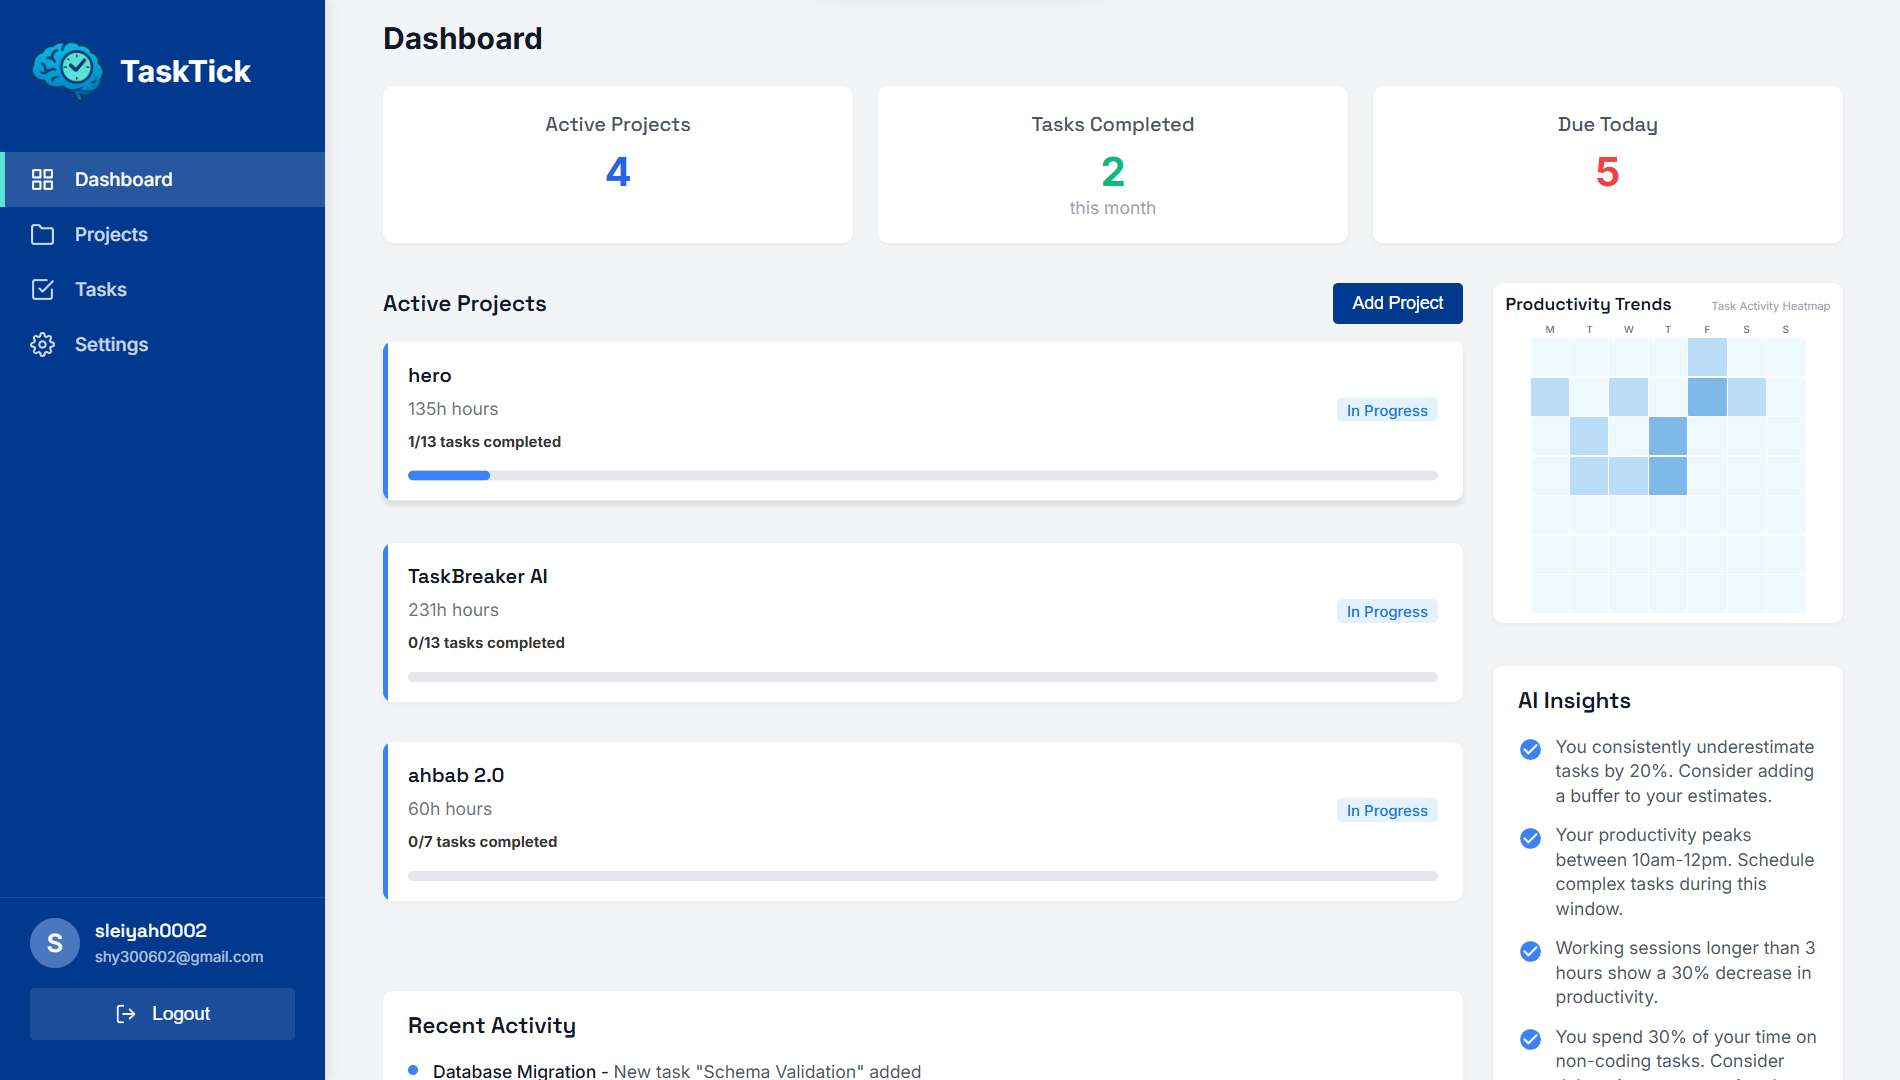 TaskTick
Dashboard
Projects
Tasks
Settings
S
sleiyah0002
shy300602@gmail.com
Logout
Dashboard
Active Projects
4
Tasks Completed
2
this month
Due Today
5
Active Projects
Add Project
hero
135h hours
In Progress
1/13 tasks completed
TaskBreaker AI
231h hours
In Progress
0/13 tasks completed
ahbab 2.0
60h hours
In Progress
0/7 tasks completed
Recent Activity
Database Migration - New task "Schema Validation" added
Productivity Trends
Task Activity Heatmap
M T W T F S S
AI Insights
You consistently underestimate
tasks by 20%. Consider adding
a buffer to your estimates.
Your productivity peaks
between 10am-12pm. Schedule
complex tasks during this
window.
Working sessions longer than 3
hours show a 30% decrease in
productivity.
You spend 30% of your time on
non-coding tasks. Consider